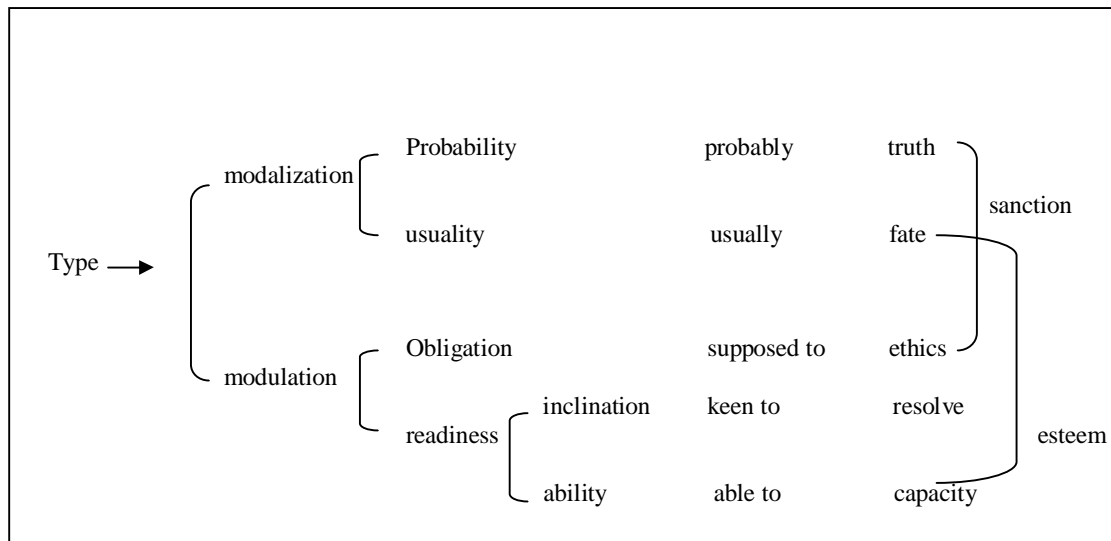 Probability probably truth
modalization
sanction
usuality usually fate
Type
Obligation supposed to ethics
modulation
inclination keen to resolve
readiness esteem
ability able to capacity